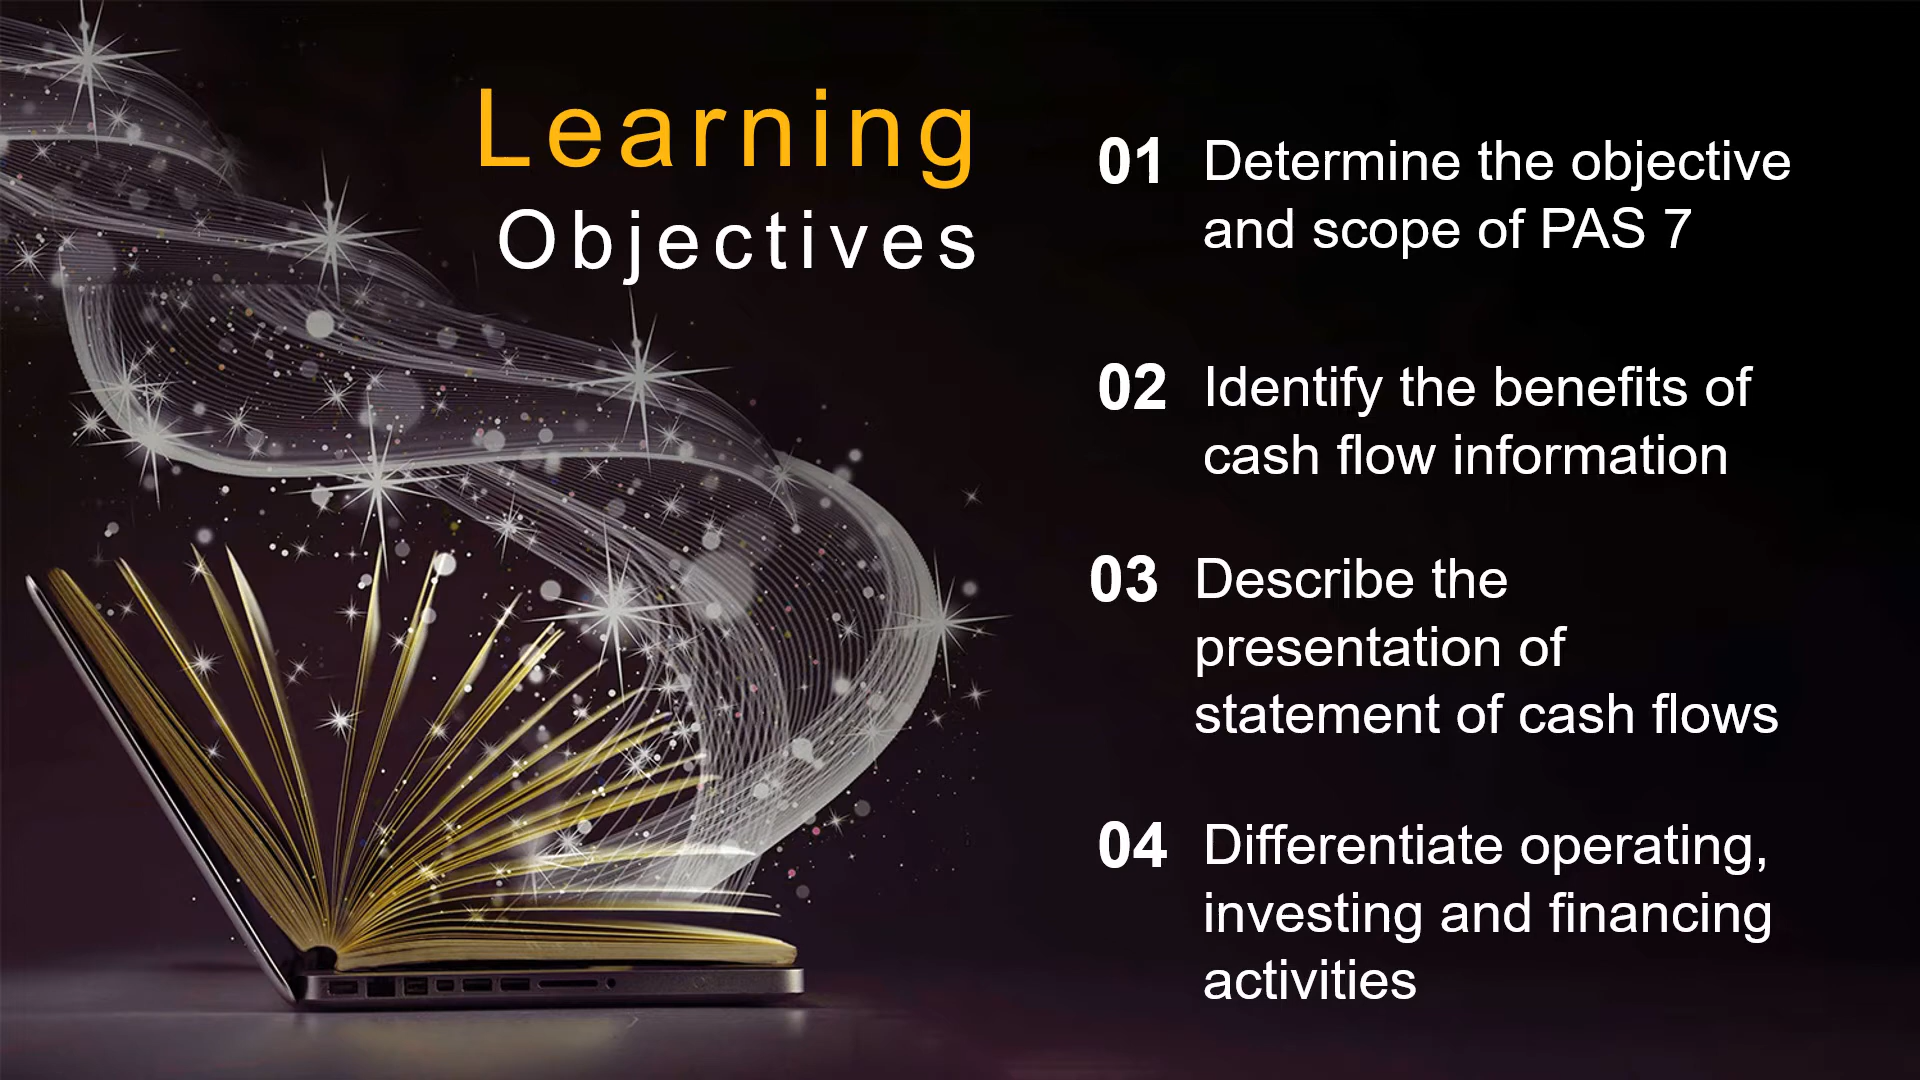 Learning
Objectives
01 Determine the objective
and scope of PAS 7
02 Identify the benefits of
cash flow information
03 Describe the
presentation of
statement of cash flows
04 Differentiate operating,
investing and financing
activities